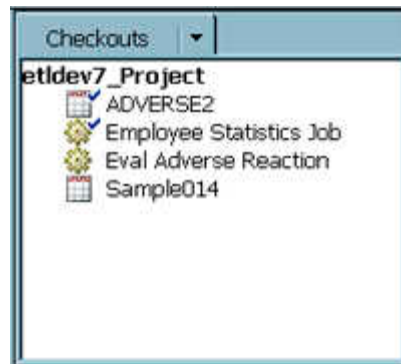 Checkouts
etldev7_Project
ADVERSE2
Employee Statistics Job
Eval Adverse Reaction
Sample014